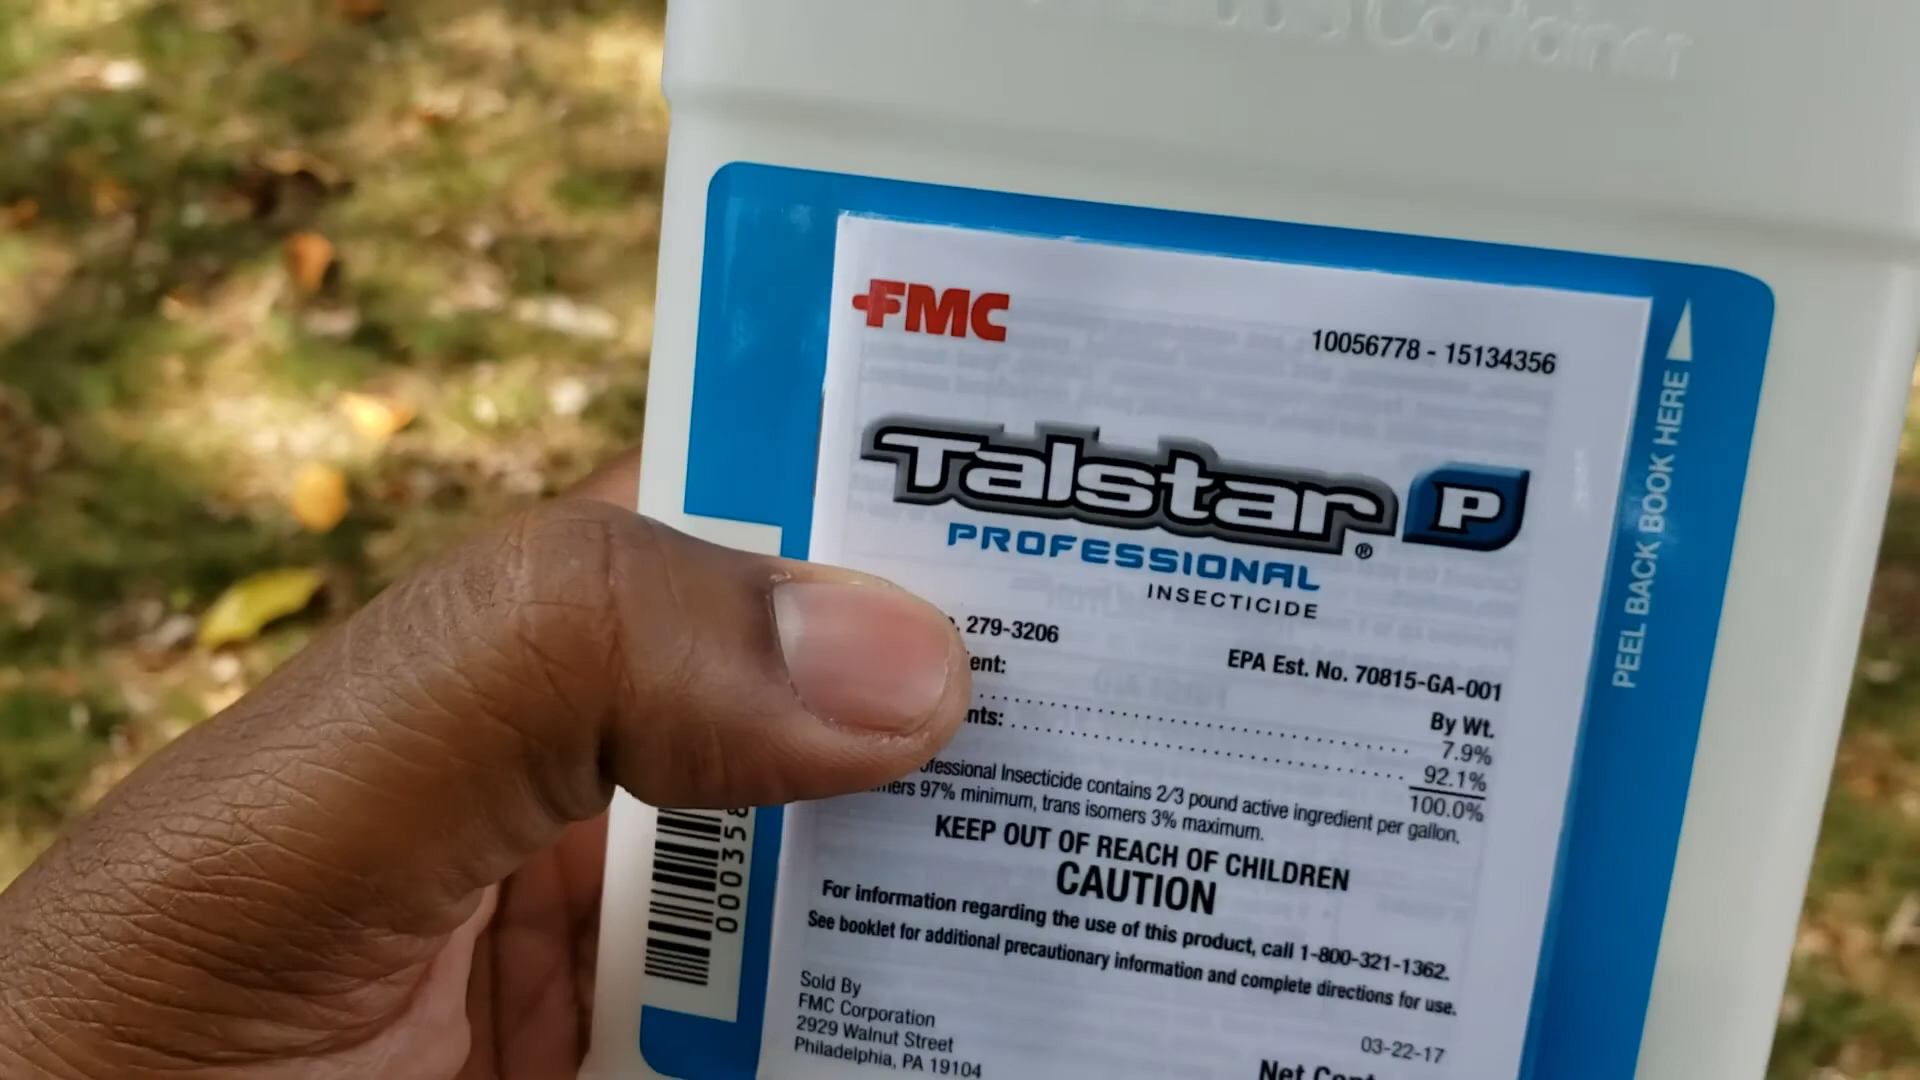 Container
FMC
10056778 - 15134356
Talstar® P
PROFESSIONAL
INSECTICIDE
279-3206
EPA Est. No. 70815-GA-001
ent:
By Wt.
7.9%
nts:
92.1%
100.0%
ofessional Insecticide contains 2/3 pound active ingredient per gallon.
mers 97% minimum, trans isomers 3% maximum.
KEEP OUT OF REACH OF CHILDREN
CAUTION
For information regarding the use of this product, call 1-800-321-1362.
See booklet for additional precautionary information and complete directions for use.
Sold By
FMC Corporation
2929 Walnut Street
Philadelphia, PA 19104
03-22-17
Net
PEEL BACK BOOK HERE
000358